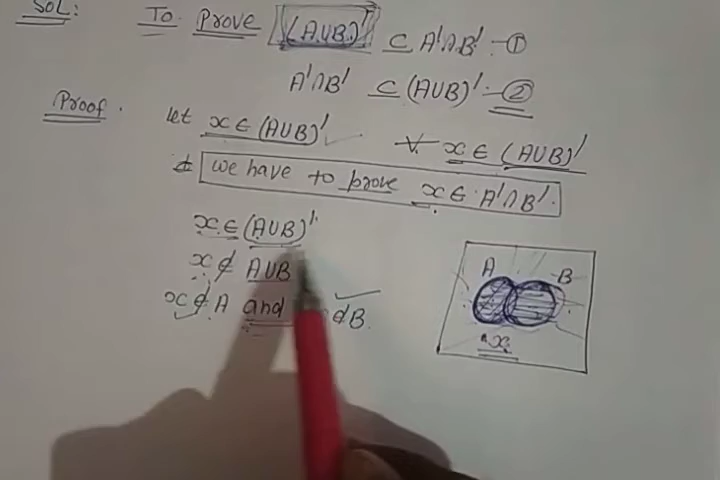 Sol:
To Prove (A∪B)' ⊂ A'∩B' -①
A'∩B' ⊂ (A∪B)' -②
Proof.
let x ∈ (A∪B)' ∀ x ∈ (A∪B)'
we have to prove x ∈ A'∩B'.
x ∈ (A∪B)'
x ∉ A∪B
x ∉ A and ∉ B.
A B
x